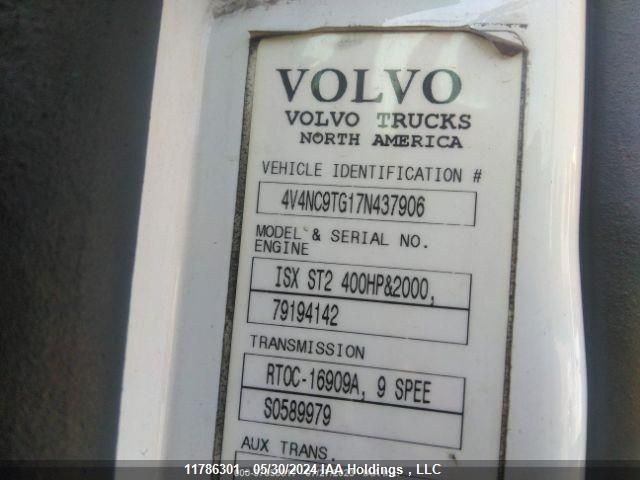 VOLVO
VOLVO TRUCKS
NORTH AMERICA
VEHICLE IDENTIFICATION #
4V4NC9TG17N437906
MODEL & SERIAL NO.
ENGINE
ISX ST2 400HP&2000,
79194142
TRANSMISSION
RTOC-16909A, 9 SPEE
S0589979
AUX TRANS.
11786301 - 05/30/2024 IAA Holdings , LLC